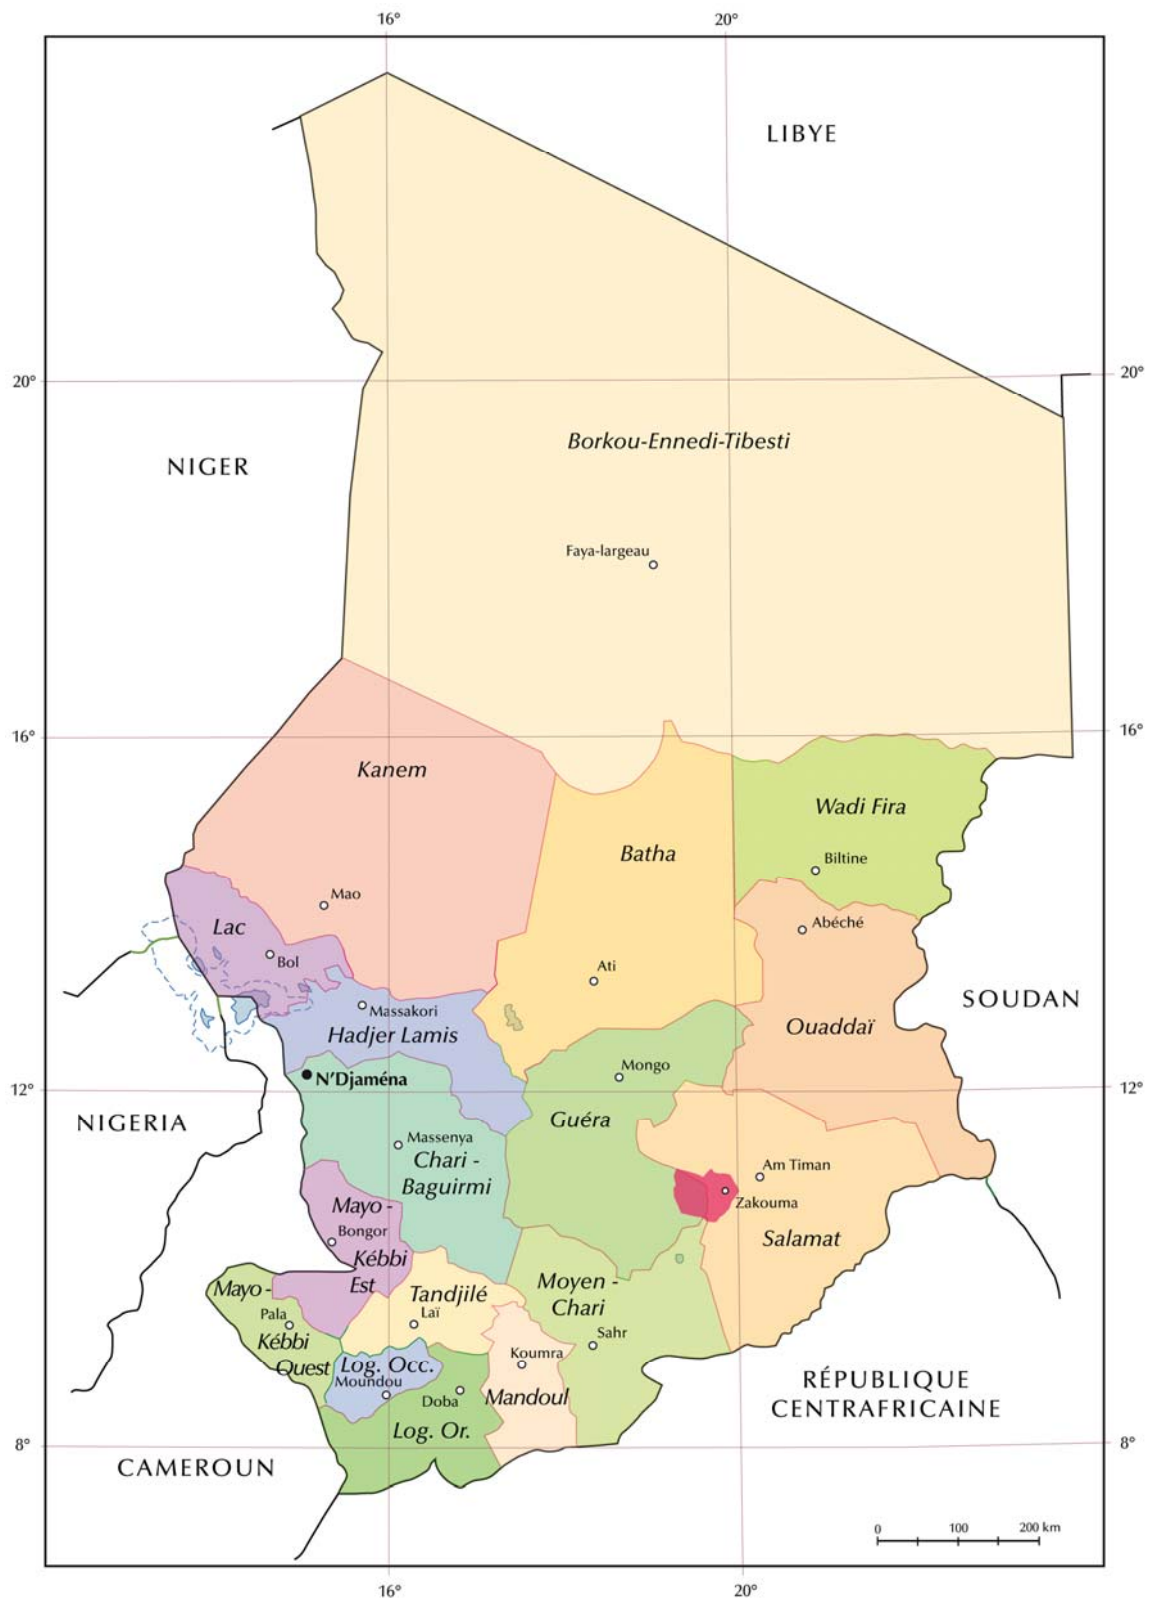 16°
20°
LIBYE
20°
20°
Borkou-Ennedi-Tibesti
NIGER
Faya-largeau
16°
16°
Kanem
Wadi Fira
Batha
Biltine
Mao
Abéché
Lac
Bol
Ati
SOUDAN
Massakori
Ouaddaï
Hadjer Lamis
Mongo
N'Djaména
12°
12°
NIGERIA
Guéra
Massenya
Chari -
Baguirmi
Am Timan
Zakouma
Mayo -
Bongor
Kébbi
Est
Salamat
Mayo -
Pala
Kébbi
Ouest
Tandjilé
Laï
Moyen -
Chari
Sahr
Koumra
Log. Occ.
Moundou
Doba
Mandoul
RÉPUBLIQUE
CENTRAFRICAINE
Log. Or.
8°
8°
CAMEROUN
0 100 200 km
16°
20°